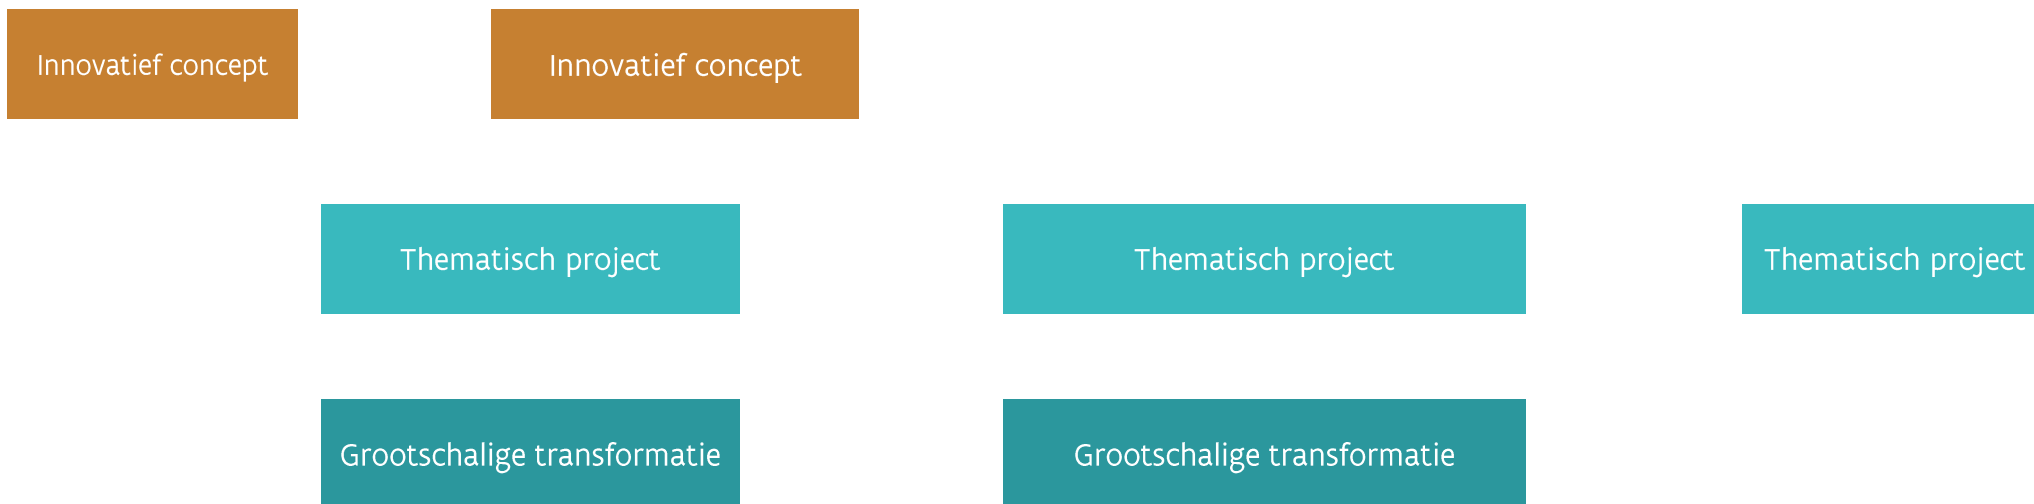 Innovatief concept
Innovatief concept
Thematisch project
Thematisch project
Thematisch project
Grootschalige transformatie
Grootschalige transformatie